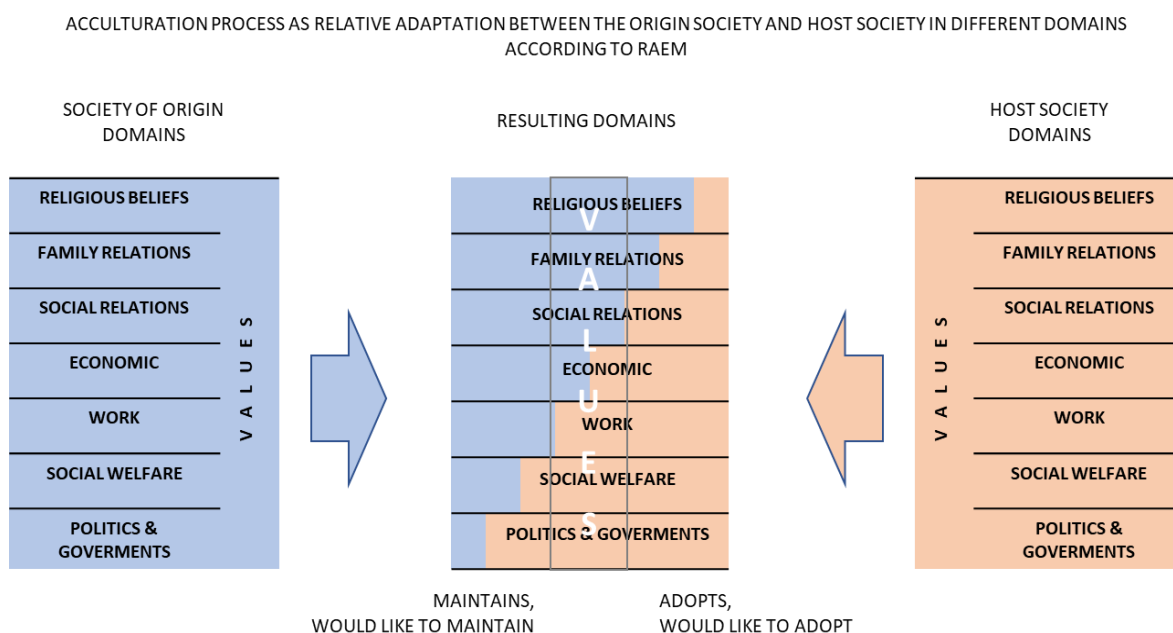 ACCULTURATION PROCESS AS RELATIVE ADAPTATION BETWEEN THE ORIGIN SOCIETY AND HOST SOCIETY IN DIFFERENT DOMAINS
ACCORDING TO RAEM
SOCIETY OF ORIGIN
DOMAINS
RELIGIOUS BELIEFS
FAMILY RELATIONS
SOCIAL RELATIONS
ECONOMIC
WORK
SOCIAL WELFARE
POLITICS &
GOVERMENTS
VALUES
RESULTING DOMAINS
RELIGIOUS BELIEFS
FAMILY RELATIONS
SOCIAL RELATIONS
ECONOMIC
WORK
SOCIAL WELFARE
POLITICS & GOVERMENTS
VALUES
MAINTAINS,
WOULD LIKE TO MAINTAIN
ADOPTS,
WOULD LIKE TO ADOPT
HOST SOCIETY
DOMAINS
VALUES
RELIGIOUS BELIEFS
FAMILY RELATIONS
SOCIAL RELATIONS
ECONOMIC
WORK
SOCIAL WELFARE
POLITICS &
GOVERMENTS